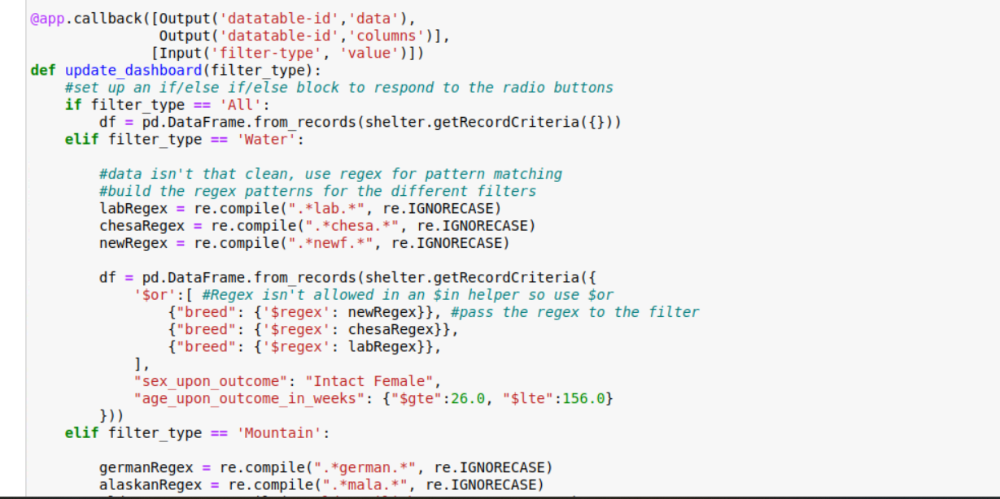 @app.callback([Output('datatable-id','data'),
               Output('datatable-id','columns')],
              [Input('filter-type', 'value')])
def update_dashboard(filter_type):
    #set up an if/else if/else block to respond to the radio buttons
    if filter_type == 'All':
        df = pd.DataFrame.from_records(shelter.getRecordCriteria({}))
    elif filter_type == 'Water':

        #data isn't that clean, use regex for pattern matching
        #build the regex patterns for the different filters
        labRegex = re.compile(".*lab.*", re.IGNORECASE)
        chesaRegex = re.compile(".*chesa.*", re.IGNORECASE)
        newRegex = re.compile(".*newf.*", re.IGNORECASE)

        df = pd.DataFrame.from_records(shelter.getRecordCriteria({
            '$or':[ #Regex isn't allowed in an $in helper so use $or
                {"breed": {'$regex': newRegex}}, #pass the regex to the filter
                {"breed": {'$regex': chesaRegex}},
                {"breed": {'$regex': labRegex}},
            ],
            "sex_upon_outcome": "Intact Female",
            "age_upon_outcome_in_weeks": {"$gte":26.0, "$lte":156.0}
        }))
    elif filter_type == 'Mountain':

        germanRegex = re.compile(".*german.*", re.IGNORECASE)
        alaskanRegex = re.compile(".*mala.*", re.IGNORECASE)